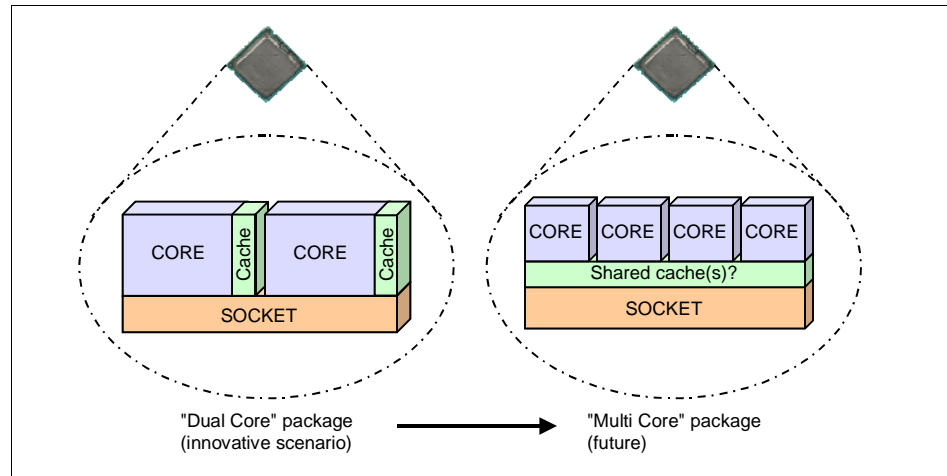 CORE Cache CORE Cache
SOCKET
CORE CORE CORE CORE
Shared cache(s)?
SOCKET
"Dual Core" package
(innovative scenario)
"Multi Core" package
(future)